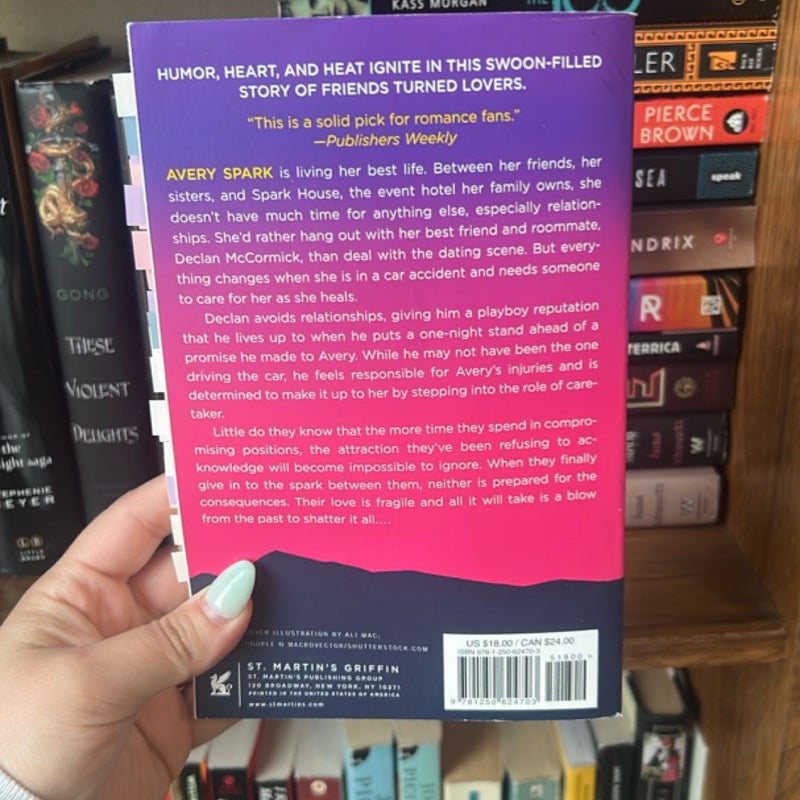 KASS MORGAN
HUMOR, HEART, AND HEAT IGNITE IN THIS SWOON-FILLED
STORY OF FRIENDS TURNED LOVERS.
“This is a solid pick for romance fans.”
—Publishers Weekly
AVERY SPARK is living her best life. Between her friends, her
sisters, and Spark House, the event hotel her family owns, she
doesn’t have much time for anything else, especially relation-
ships. She’d rather hang out with her best friend and roommate,
Declan McCormick, than deal with the dating scene. But every-
thing changes when she is in a car accident and needs someone
to care for her as she heals.
Declan avoids relationships, giving him a playboy reputation
that he lives up to when he puts a one-night stand ahead of a
promise he made to Avery. While he may not have been the one
driving the car, he feels responsible for Avery’s injuries and is
determined to make it up to her by stepping into the role of care-
taker.
Little do they know that the more time they spend in compro-
mising positions, the attraction they’ve been refusing to ac-
knowledge will become impossible to ignore. When they finally
give in to the spark between them, neither is prepared for the
consequences. Their love is fragile and all it will take is a blow
from the past to shatter it all....
OVER ILLUSTRATION BY ALI MAC;
COUPLE © MACROVECTOR/SHUTTERSTOCK.COM
ST. MARTIN’S GRIFFIN
ST. MARTIN’S PUBLISHING GROUP
120 BROADWAY, NEW YORK, NY 10271
PRINTED IN THE UNITED STATES OF AMERICA
www.stmartins.com
US $18.00 / CAN $24.00
ISBN 978-1-250-62470-3
51800>
9 781250 624703
GONG
THESE
VIOLENT
DELIGHTS
the
ight saga
EPHENIE
EYER
LB
LITTLE
LER
PIERCE
BROWN
SEA
speak
NDRIX
R
TERRICA
E